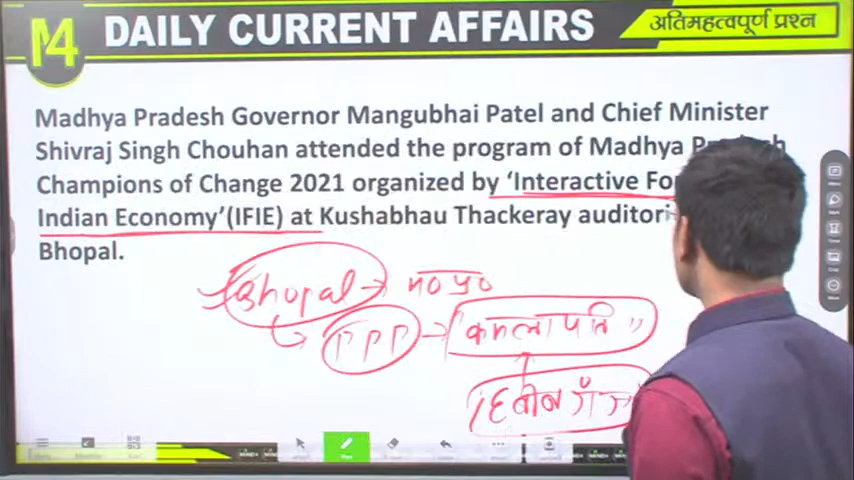 M4
DAILY CURRENT AFFAIRS
अतिमहत्वपूर्ण प्रश्न
Madhya Pradesh Governor Mangubhai Patel and Chief Minister
Shivraj Singh Chouhan attended the program of Madhya
Champions of Change 2021 organized by ‘Interactive
Indian Economy’(IFIE) at Kushabhau Thackeray
Bhopal.
Bhopal → म०प्र०
PPP → "कमलापति"